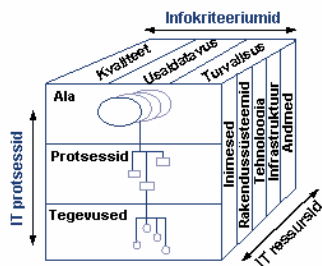 Infokriteeriumid
Kvaliteet
Usaldatavus
Turvalisus
Ala
Protsessid
Tegevused
IT protsessid
Inimesed
Rakendussüsteemid
Tehnoloogia
Infrastruktuur
Andmed
IT ressursid